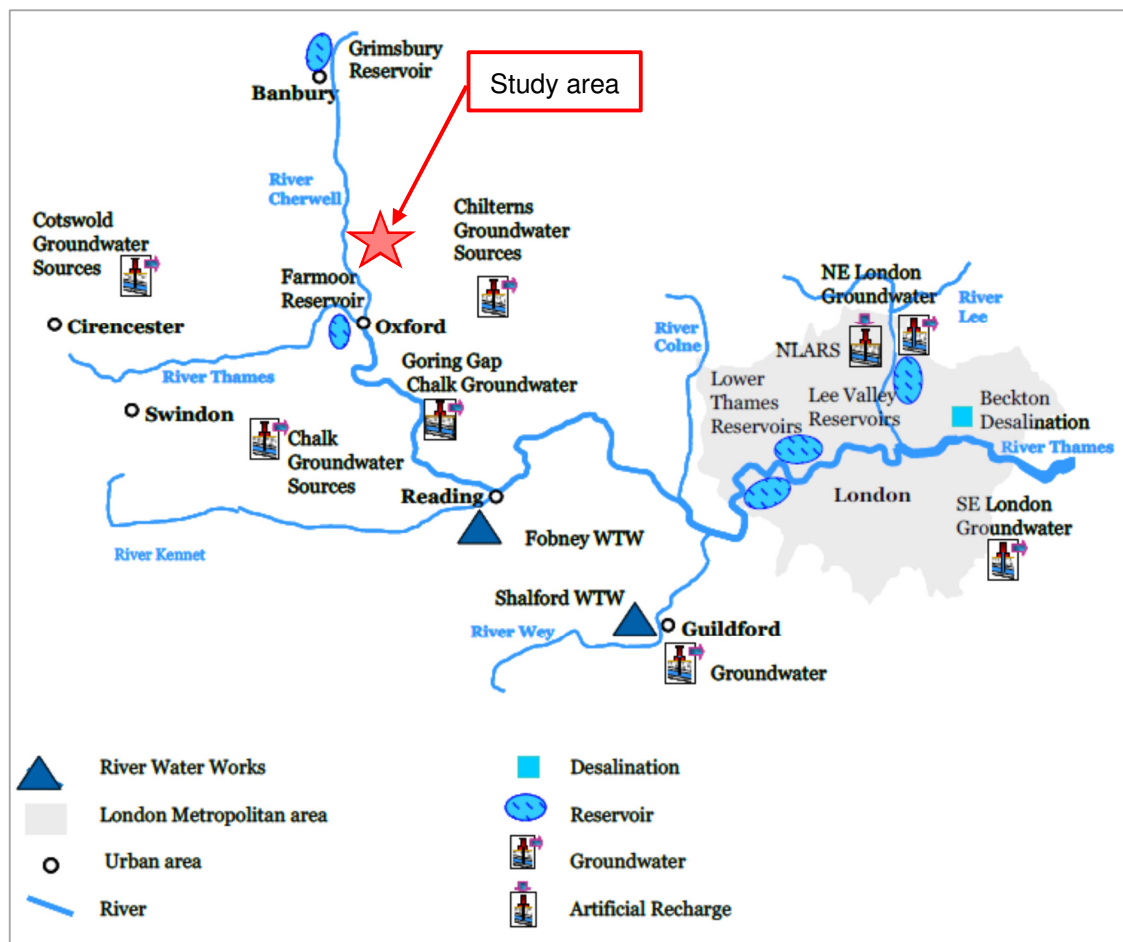 Grimsbury
Reservoir
Study area
Banbury
River
Cherwell
Cotswold
Groundwater
Sources
Chilterns
Groundwater
Sources
Farmoor
Reservoir
NE London
Groundwater
River
Lee
Cirencester
Oxford
River
Colne
NLARS
River Thames
Goring Gap
Chalk Groundwater
Lower
Thames
Reservoirs
Lee Valley
Reservoirs
Beckton
Desalination
Swindon
River Thames
Chalk
Groundwater
Sources
Reading
London
SE London
Groundwater
River Kennet
Fobney WTW
Shalford WTW
River Wey
Guildford
Groundwater
River Water Works
Desalination
London Metropolitan area
Reservoir
Urban area
Groundwater
River
Artificial Recharge